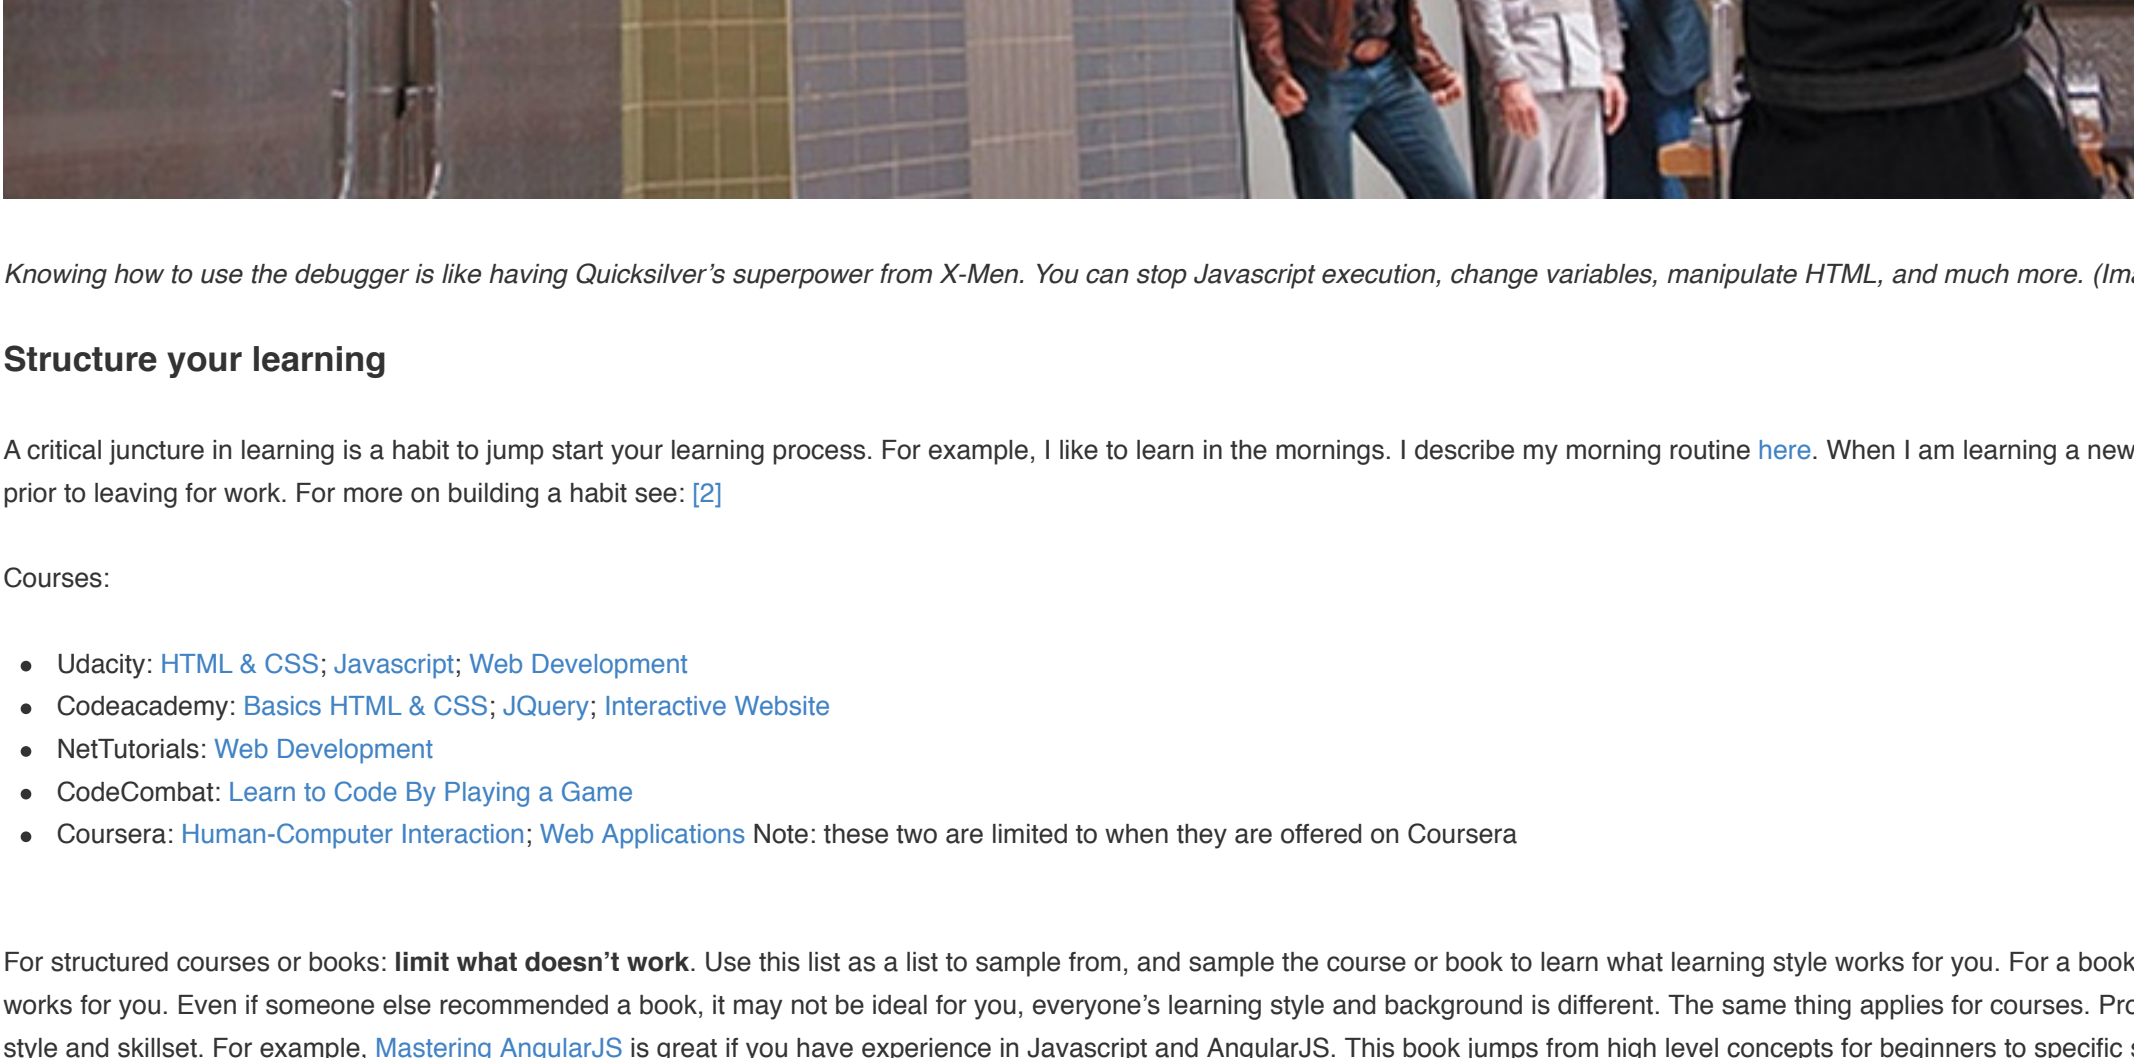 Knowing how to use the debugger is like having Quicksilver’s superpower from X-Men. You can stop Javascript execution, change variables, manipulate HTML, and much more.
Structure your learning
A critical juncture in learning is a habit to jump start your learning process. For example, I like to learn in the mornings. I describe my morning routine here. When I am learning a new
prior to leaving for work. For more on building a habit see: [2]
Courses:
• Udacity: HTML & CSS; Javascript; Web Development
• Codeacademy: Basics HTML & CSS; JQuery; Interactive Website
• NetTutorials: Web Development
• CodeCombat: Learn to Code By Playing a Game
• Coursera: Human-Computer Interaction; Web Applications Note: these two are limited to when they are offered on Coursera
For structured courses or books: limit what doesn’t work. Use this list as a list to sample from, and sample the course or book to learn what learning style works for you. For a book
works for you. Even if someone else recommended a book, it may not be ideal for you, everyone’s learning style and background is different. The same thing applies for courses.
style and skillset. For example, Mastering AngularJS is great if you have experience in Javascript and AngularJS. This book jumps from high level concepts for beginners to specific